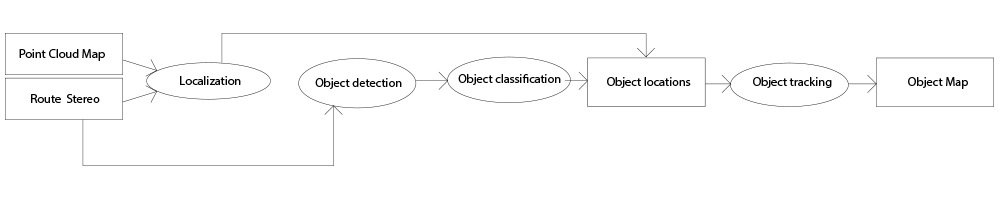 Point Cloud Map
Route Stereo
Localization
Object detection
Object classification
Object locations
Object tracking
Object Map